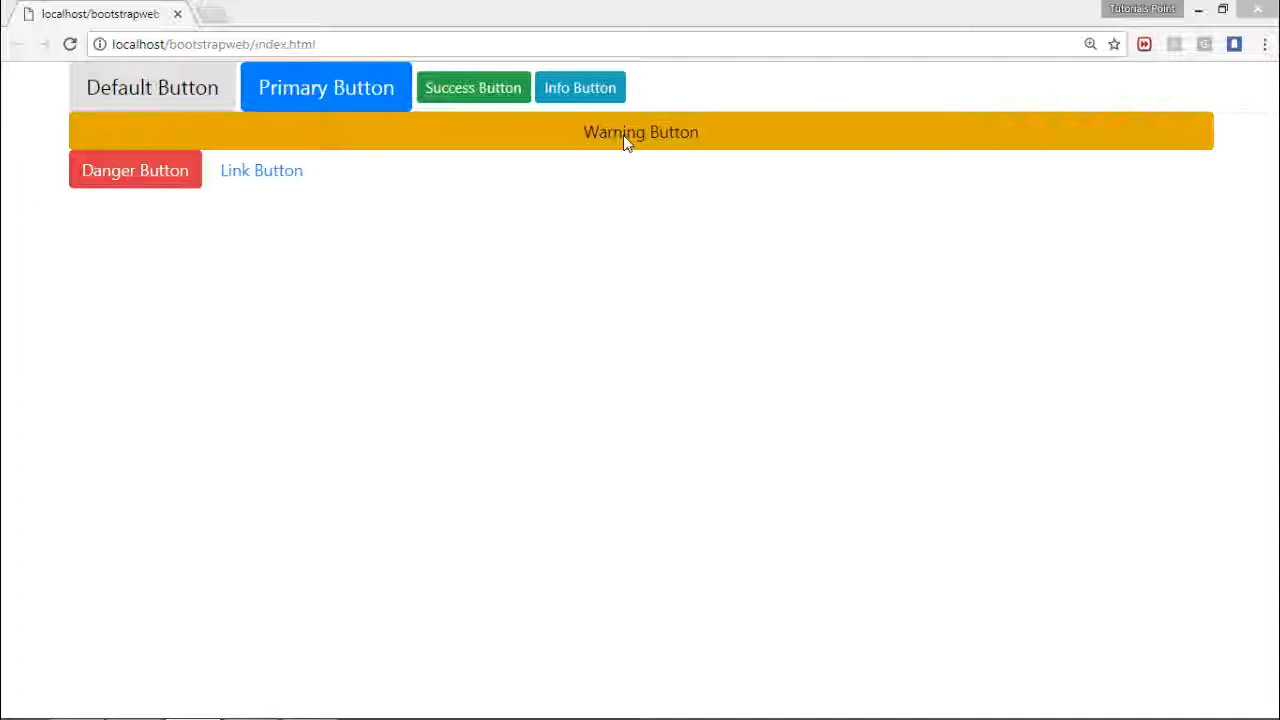 localhost/bootstrapweb
Tutorials Point
localhost/bootstrapweb/index.html
Default Button
Primary Button
Success Button
Info Button
Warning Button
Danger Button
Link Button